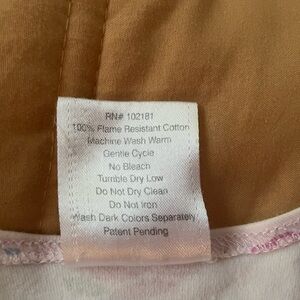 RN# 102181
100% Flame Resistant Cotton
Machine Wash Warm
Gentle Cycle
No Bleach
Tumble Dry Low
Do Not Dry Clean
Do Not Iron
Wash Dark Colors Separately
Patent Pending